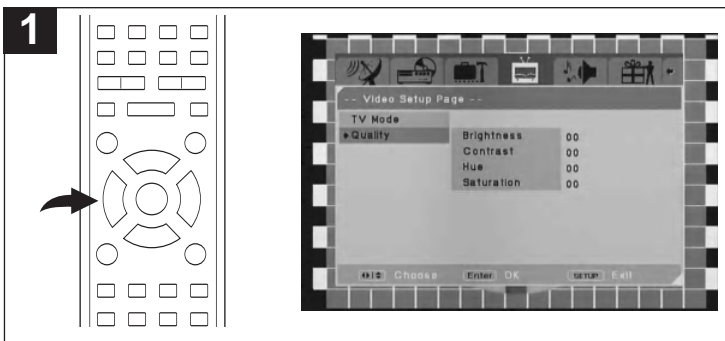 1
-- Video Setup Page --
TV Mode
Quality
Brightness 00
Contrast 00
Hue 00
Saturation 00
Choose Enter OK SETUP Exit